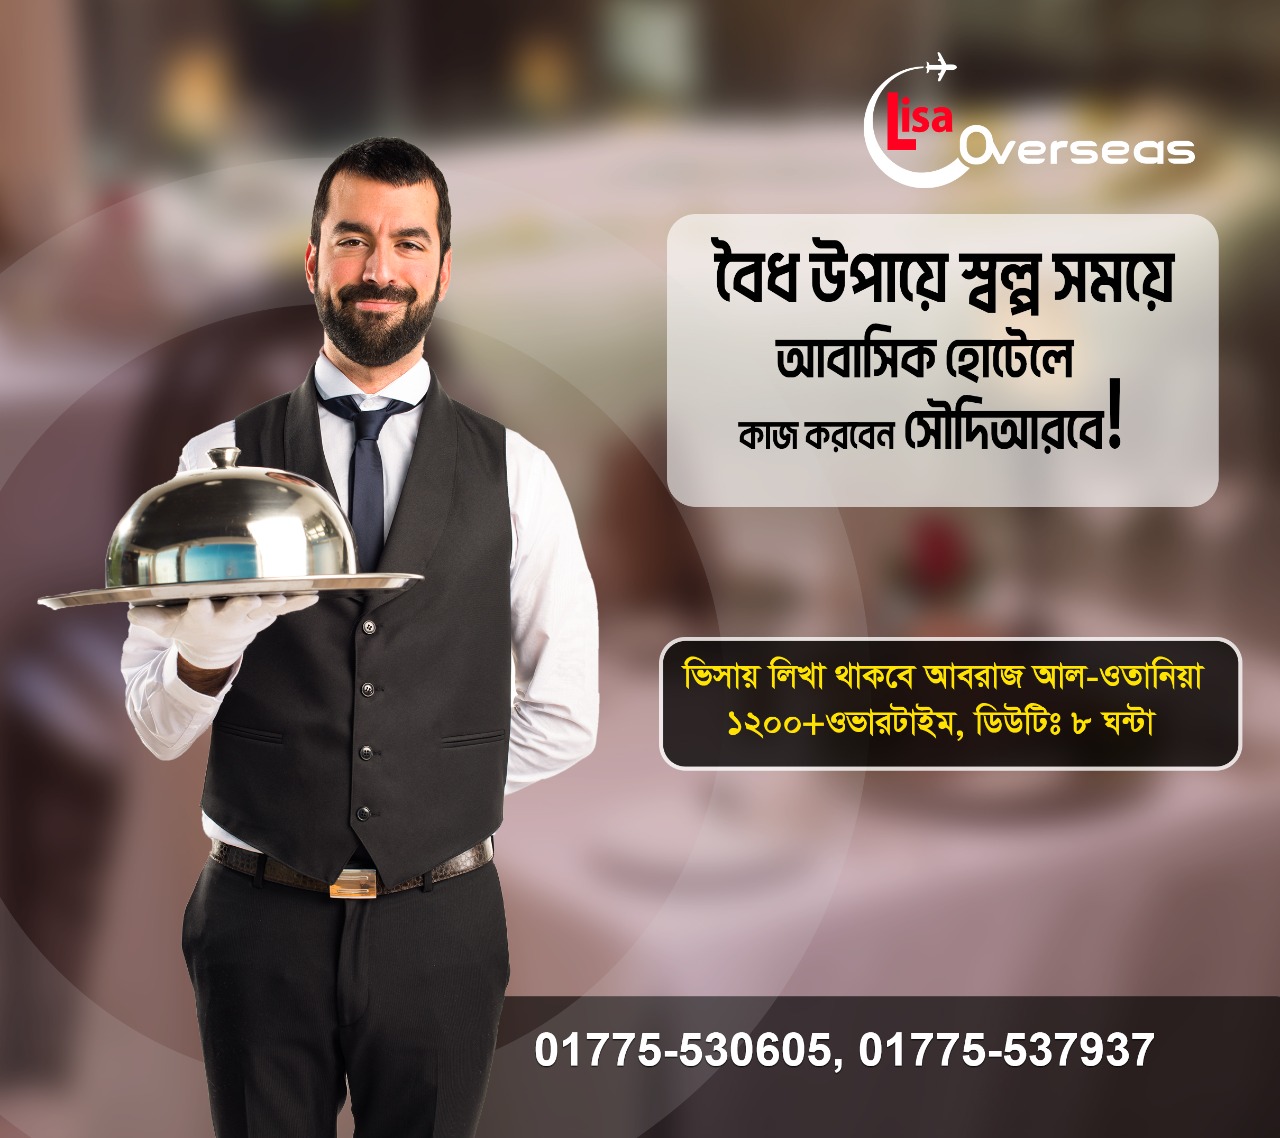 Lisa
Overseas
বৈধ উপায়ে স্বল্প সময়ে
আবাসিক হোটেলে
কাজ করবেন সৌদিআরবে!
ভিসায় লিখা থাকবে আবরাজ আল-ওতানিয়া
১২০০+ওভারটাইম, ডিউটিঃ ৮ ঘন্টা
01775-530605, 01775-537937